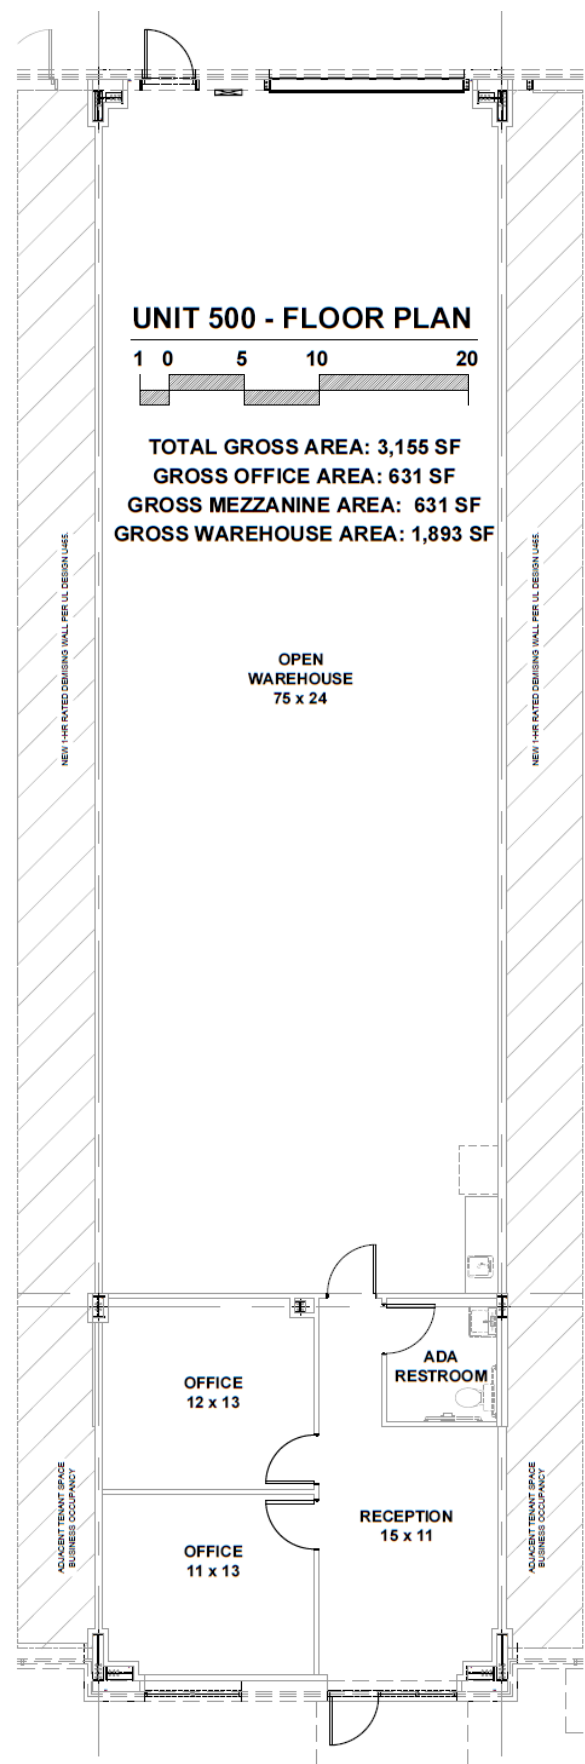 UNIT 500 - FLOOR PLAN
1 0 5 10 20
TOTAL GROSS AREA: 3,155 SF
GROSS OFFICE AREA: 631 SF
GROSS MEZZANINE AREA: 631 SF
GROSS WAREHOUSE AREA: 1,893 SF
NEW 1-HR RATED DEMISING WALL PER UL DESIGN U465.
NEW 1-HR RATED DEMISING WALL PER UL DESIGN U465.
OPEN
WAREHOUSE
75 x 24
ADA
RESTROOM
OFFICE
12 x 13
RECEPTION
15 x 11
OFFICE
11 x 13
ADJACENT TENANT SPACE
BUSINESS OCCUPANCY
ADJACENT TENANT SPACE
BUSINESS OCCUPANCY